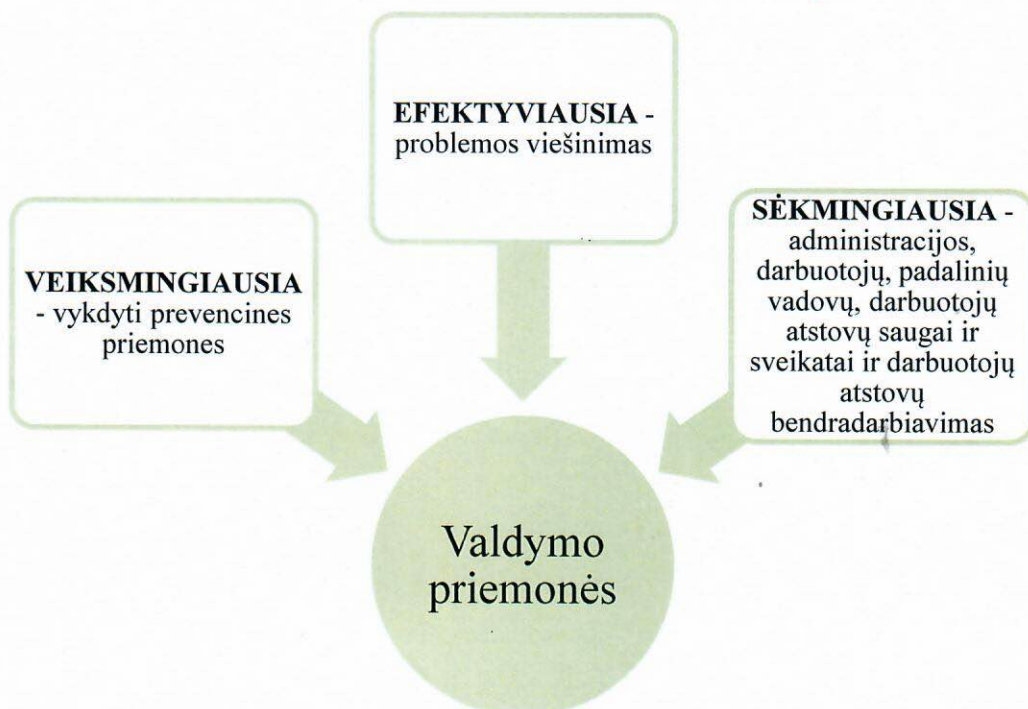 EFEKTYVIAUSIA -
problemos viešinimas
VEIKSMINGIAUSIA
- vykdyti prevencines
priemones
SĖKMINGIAUSIA -
administracijos,
darbuotojų, padalinių
vadovų, darbuotojų
atstovų saugai ir
sveikatai ir darbuotojų
atstovų
bendradarbiavimas
Valdymo
priemonės